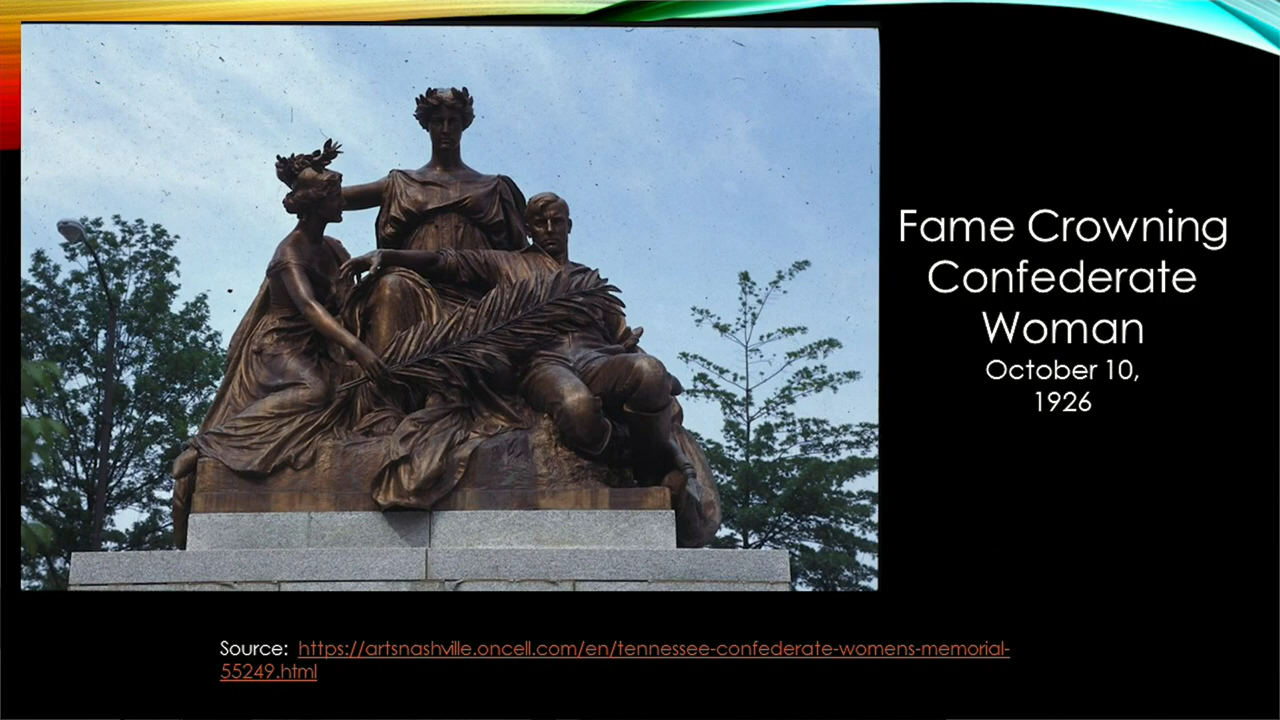 Fame Crowning
Confederate
Woman
October 10,
1926
Source: https://artsnashville.oncell.com/en/tennessee-confederate-womens-memorial-
55249.html